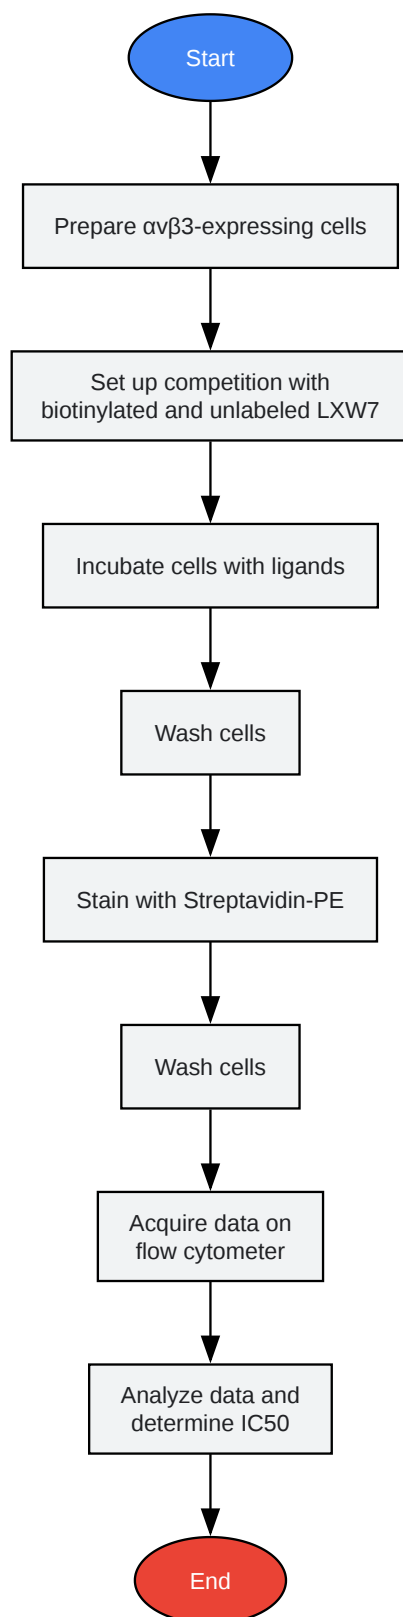 Start
Prepare αvβ3-expressing cells
Set up competition with
biotinylated and unlabeled LXW7
Incubate cells with ligands
Wash cells
Stain with Streptavidin-PE
Wash cells
Acquire data on
flow cytometer
Analyze data and
determine IC50
End